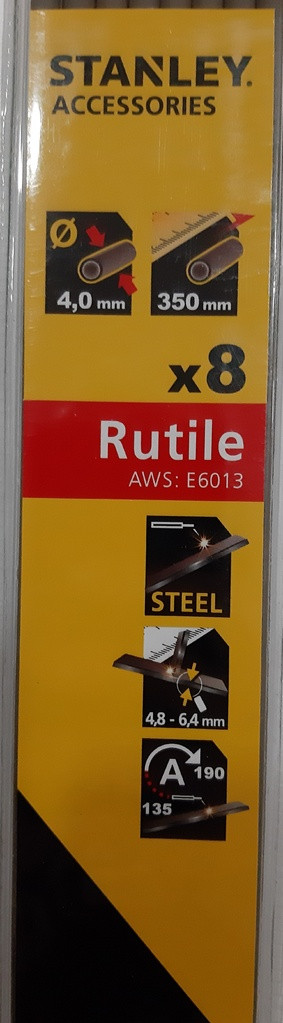 STANLEY.
ACCESSORIES
Ø
4,0 mm
350 mm
x8
Rutile
AWS: E6013
STEEL
4,8 - 6,4 mm
A 190
135